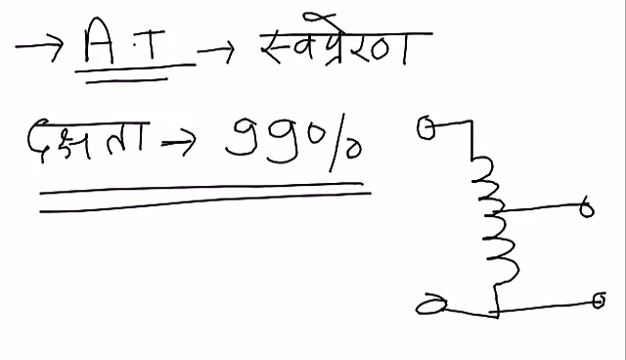 → A.T → स्वप्रेरण
दक्षता → 99%